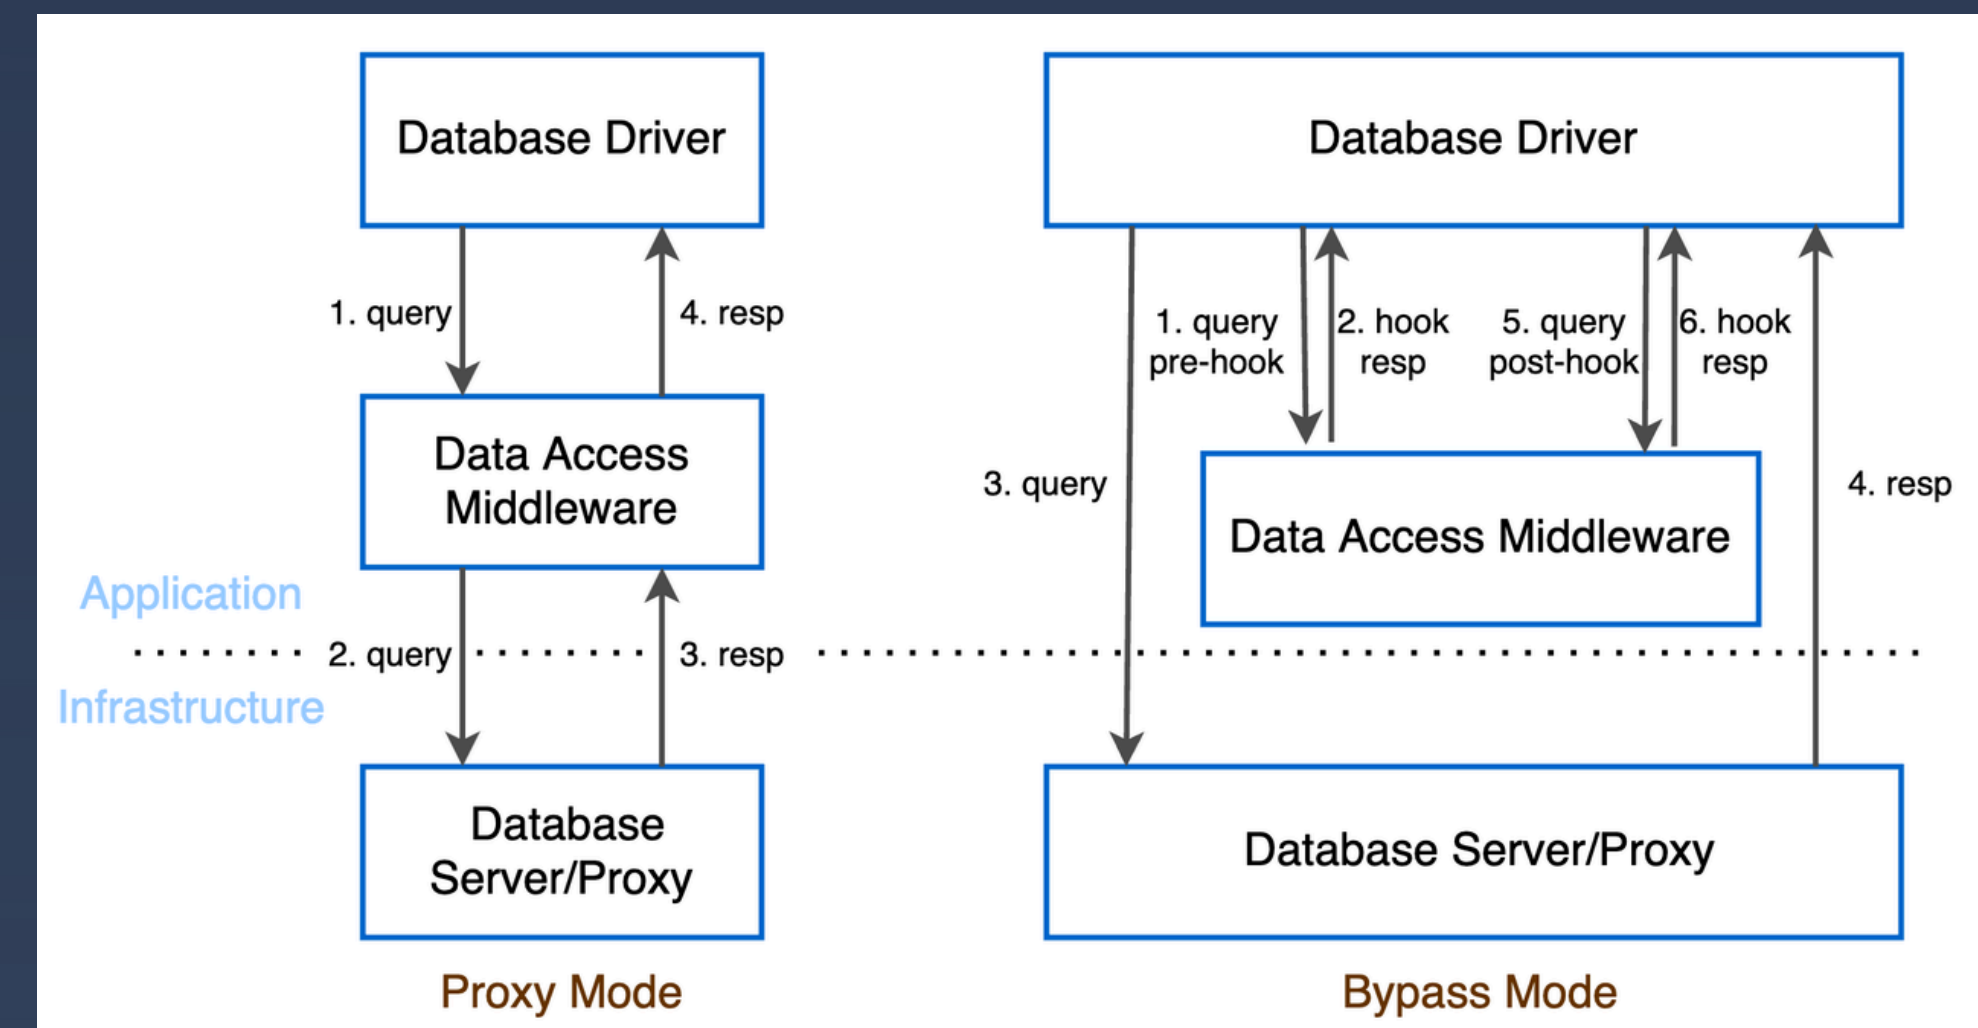 Database Driver
1. query
4. resp
Data Access
Middleware
Application
2. query
3. resp
Infrastructure
Database
Server/Proxy
Proxy Mode
Database Driver
1. query
pre-hook
2. hook
resp
5. query
post-hook
6. hook
resp
3. query
4. resp
Data Access Middleware
Database Server/Proxy
Bypass Mode